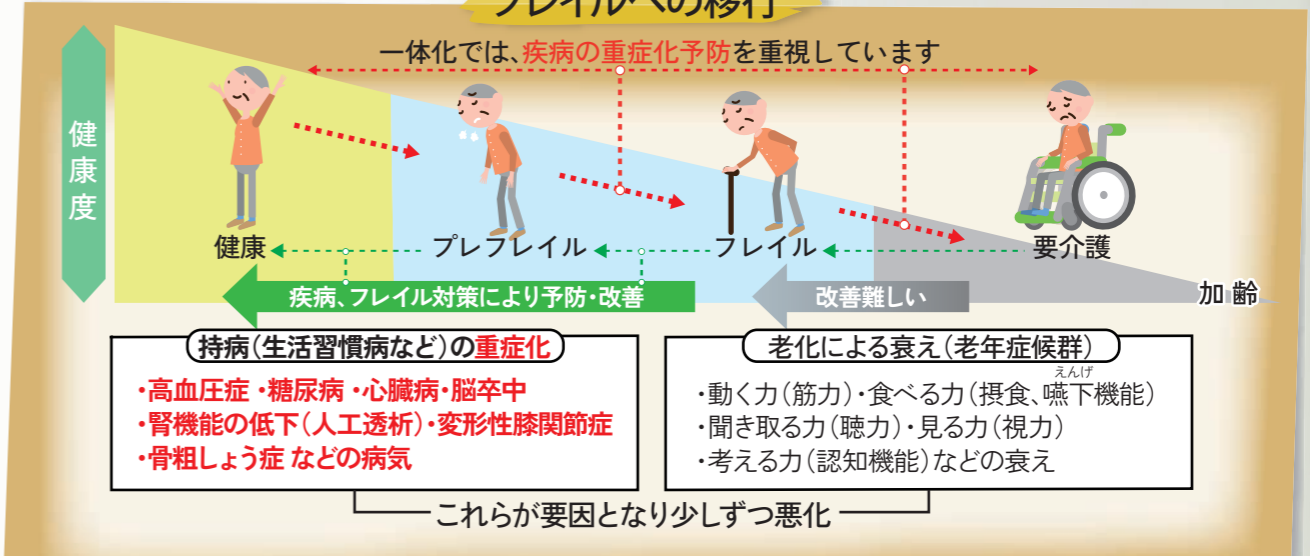 フレイルへの移行
一体化では、疾病の重症化予防を重視しています
健康度
健康
プレフレイル
フレイル
要介護
疾病、フレイル対策により予防・改善
改善難しい
加齢
持病(生活習慣病など)の重症化
・高血圧症 ・糖尿病 ・心臓病・脳卒中
・腎機能の低下(人工透析)・変形性膝関節症
・骨粗しょう症 などの病気
老化による衰え(老年症候群)
えんげ
・動く力(筋力)・食べる力(摂食、嚥下機能)
・聞き取る力(聴力)・見る力(視力)
・考える力(認知機能)などの衰え
これらが要因となり少しずつ悪化